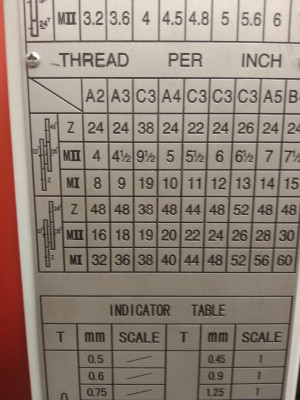 MII 3.2 3.6 4 4.5 4.8 5 5.6 6
THREAD PER INCH
A2 A3 C3 A4 C3 C3 C3 A5 B
Z 24 24 38 24 22 24 26 24 24
MII 4 4½ 9½ 5 5½ 6 6½ 7 7½
MI 8 9 19 10 11 12 13 14 15
Z 48 48 38 48 44 48 52 48 48
MII 16 18 19 20 22 24 26 28 30
MI 32 36 38 40 44 48 52 56 60
INDICATOR TABLE
T mm SCALE T mm SCALE
0.5 0.45 1
0.6 0.9 1
0.75 1.25 1